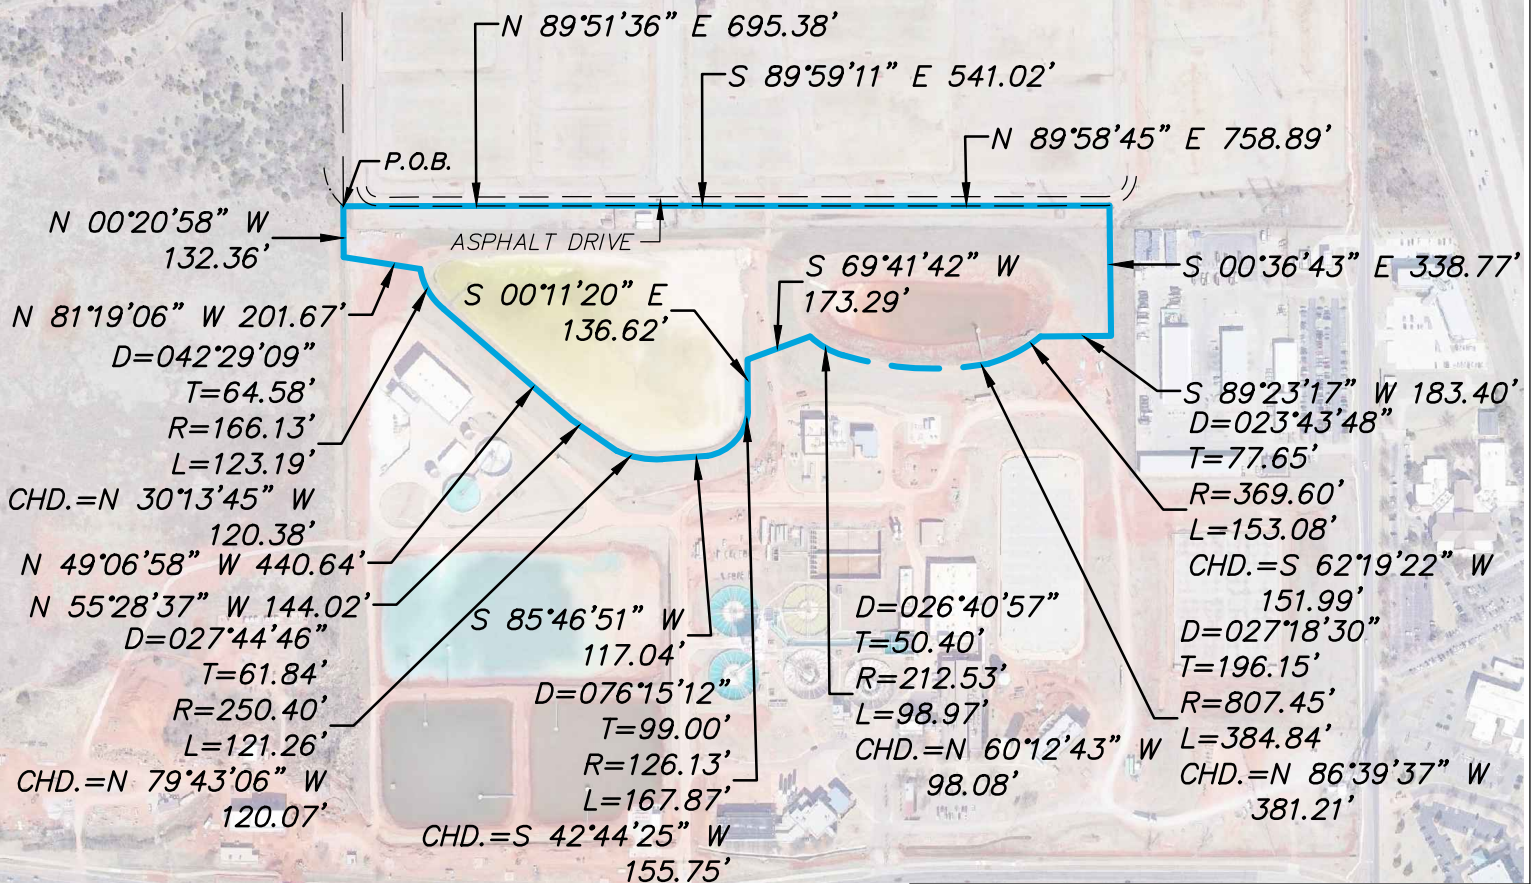 N 89°51'36" E 695.38'
S 89°59'11" E 541.02'
N 89°58'45" E 758.89'
P.O.B.
N 00°20'58" W
132.36'
ASPHALT DRIVE
S 69°41'42" W
173.29'
S 00°36'43" E 338.77'
S 00°11'20" E
136.62'
N 81°19'06" W 201.67'
D=042°29'09"
T=64.58'
R=166.13'
L=123.19'
CHD.=N 30°13'45" W
120.38'
N 49°06'58" W 440.64'
N 55°28'37" W 144.02'
D=027°44'46"
T=61.84'
R=250.40'
L=121.26'
CHD.=N 79°43'06" W
120.07'
S 85°46'51" W
117.04'
D=076°15'12"
T=99.00'
R=126.13'
L=167.87'
CHD.=S 42°44'25" W
155.75'
D=026°40'57"
T=50.40'
R=212.53'
L=98.97'
CHD.=N 60°12'43" W
98.08'
S 89°23'17" W 183.40'
D=023°43'48"
T=77.65'
R=369.60'
L=153.08'
CHD.=S 62°19'22" W
151.99'
D=027°18'30"
T=196.15'
R=807.45'
L=384.84'
CHD.=N 86°39'37" W
381.21'